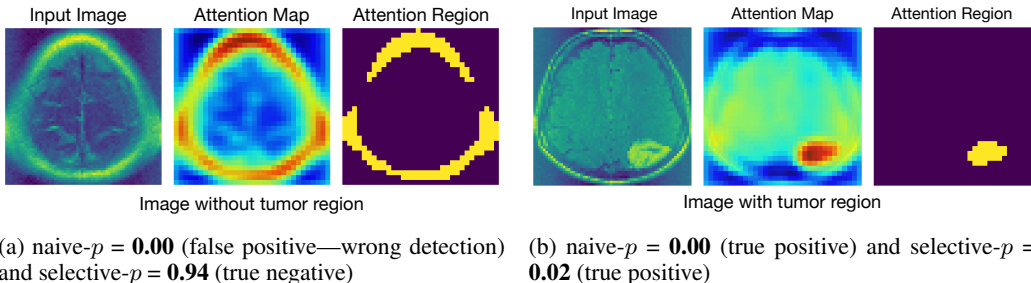 Input Image Attention Map Attention Region Input Image Attention Map Attention Region
Image without tumor region Image with tumor region
(a) naive-p = 0.00 (false positive—wrong detection)
and selective-p = 0.94 (true negative)
(b) naive-p = 0.00 (true positive) and selective-p =
0.02 (true positive)